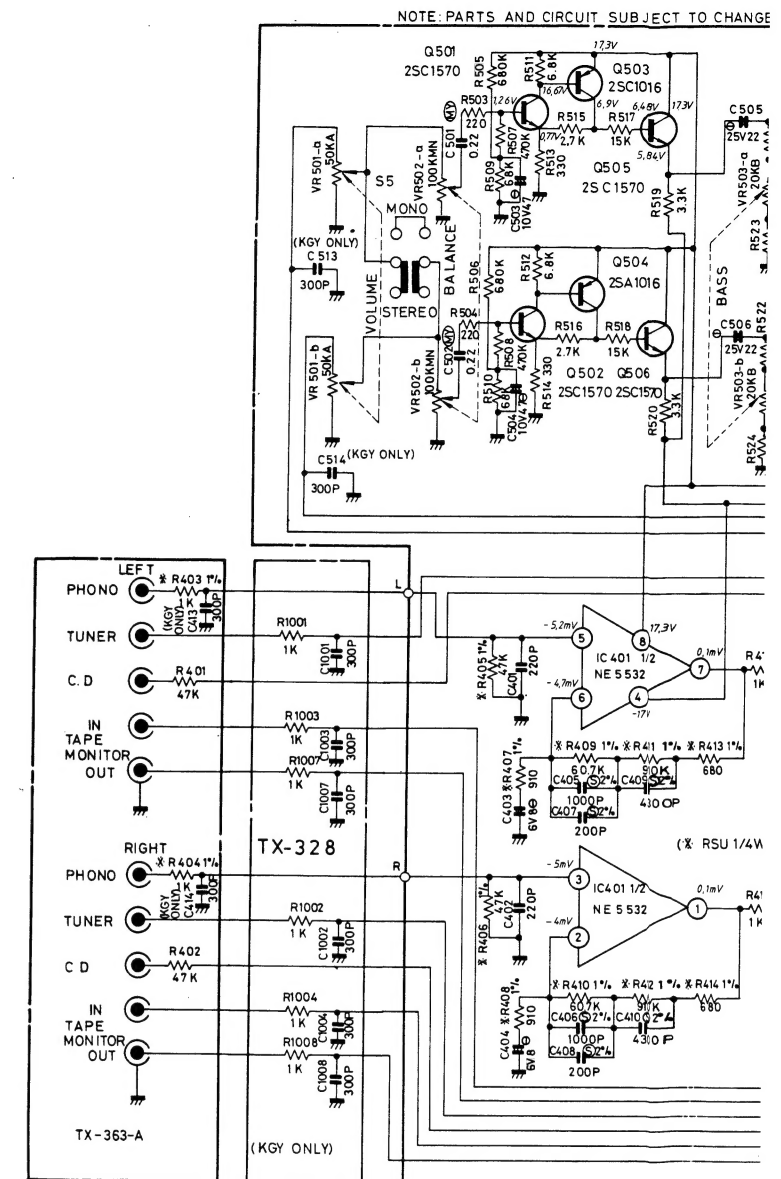 NOTE: PARTS AND CIRCUIT SUBJECT TO CHANGE
Q501
2SC1570
R505
680K
R511
6.8K
17,3V
Q503
2SC1016
16,67V
MY
R503
220
1,26V
6,9V
R515
2.7K
R517
15K
6,48V
17,3V
C505
25V22
C501
0.22
R507
470K
0,77V
R513
330
5,84V
VR501-a
50KA
S5
VR502-a
100KMN
R509
6.8K
C503
10V47
Q505
2SC1570
R519
3.3K
VR503-a
20KB
R523
MONO
(KGY ONLY)
C513
300P
VOLUME
BALANCE
STEREO
R506
680K
R512
6.8K
Q504
2SA1016
BASS
R504
220
MY
C502
0.22
R508
470K
R516
2.7K
R518
15K
C506
25V22
R522
VR501-b
50KA
VR502-b
100KMN
R510
6.8K
C504
10V47
R514 330
Q502
2SC1570
Q506
2SC1570
R520
3.3K
VR503-b
20KB
R524
C514
300P
(KGY ONLY)
LEFT
PHONO
※ R403 1%
1K
(KGY ONLY)
C413
300P
L
TUNER
R1001
1K
C1001
300P
C.D
R401
47K
IN
TAPE
MONITOR
OUT
R1003
1K
C1003
300P
R1007
1K
C1007
300P
※ R405 1%
47K
C401
220P
-5,2mV
5
8
17,3V
IC401 1/2
NE5532
0,1mV
7
-4,7mV
6
4
-17V
1K
C403
※ R407 1%
910
6V8
※ R409 1%
60.7K
※ R411 1%
※ R413 1%
680
C405 Ⓢ 2%
1000P
C409 Ⓢ 2%
4300P
C407 Ⓢ 2%
200P
TX-328
(※ RSU 1/4W
RIGHT
PHONO
※ R404 1%
1K
(KGY ONLY)
C414
300P
R
TUNER
R1002
1K
C1002
300P
C D
R402
47K
IN
TAPE
MONITOR
OUT
R1004
1K
C1004
300P
R1008
1K
C1008
300P
※ R406 1%
47K
C402
220P
-5mV
3
IC401 1/2
NE5532
0,1mV
1
-4mV
2
1K
C404
※ R408 1%
910
6V8
※ R410 1%
60.7K
※ R412 1%
※ R414 1%
680
C406 Ⓢ 2%
1000P
C410 Ⓢ 2%
4300P
C408 Ⓢ 2%
200P
TX-363-A
(KGY ONLY)